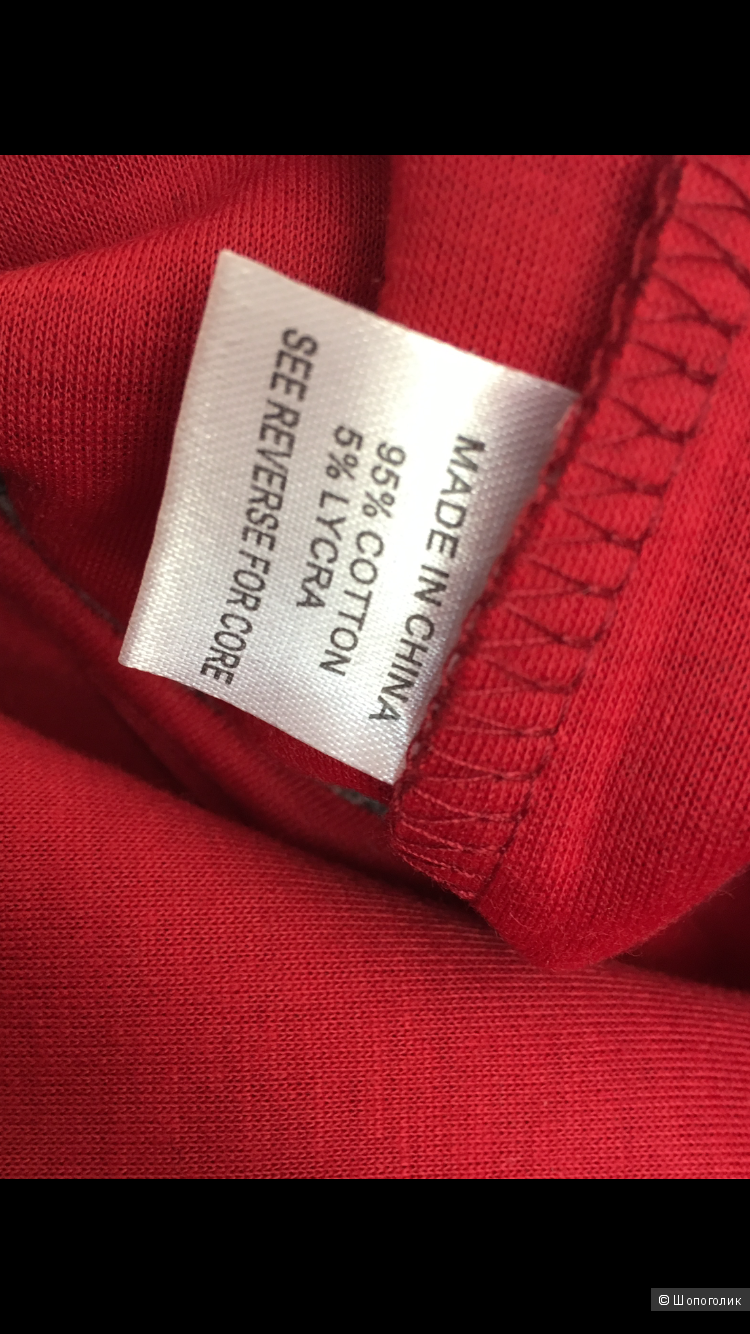 MADE IN CHINA
95% COTTON
5% LYCRA
SEE REVERSE FOR CORE
© Шопоголик